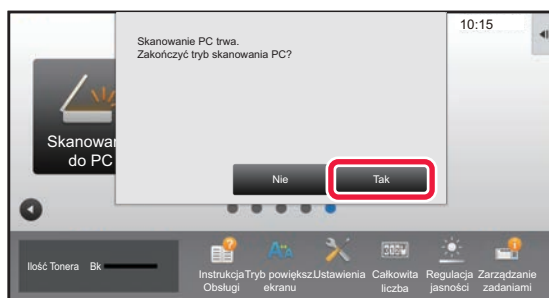 10:15
Skanowanie PC trwa.
Zakończyć tryb skanowania PC?
Skanowa
do PC
Nie
Tak
Ilość Tonera Bk
Instrukcja
Obsługi
Tryb powiększ
ekranu
Ustawienia
Całkowita
liczba
Regulacja
jasności
Zarządzanie
zadaniami